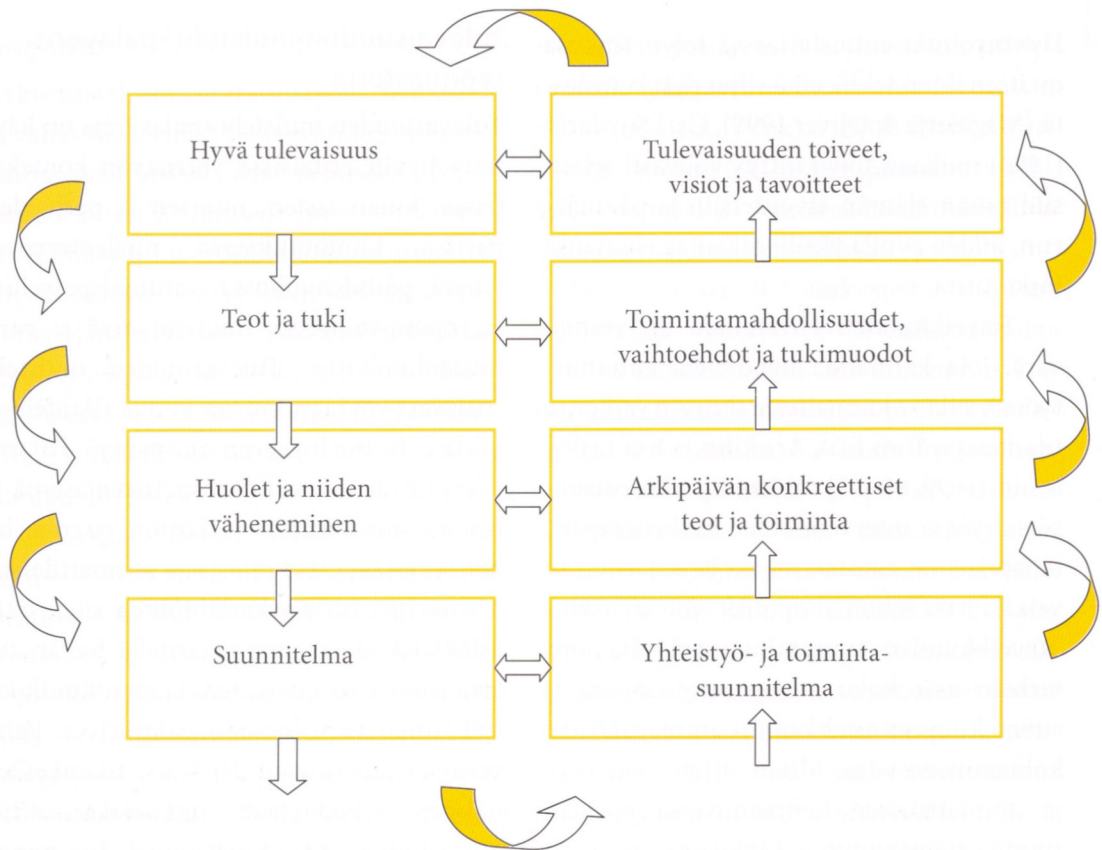 Hyvä tulevaisuus
Tulevaisuuden toiveet,
visiot ja tavoitteet
Teot ja tuki
Toimintamahdollisuudet,
vaihtoehdot ja tukimuodot
Huolet ja niiden
väheneminen
Arkipäivän konkreettiset
teot ja toiminta
Suunnitelma
Yhteistyö- ja toiminta-
suunnitelma